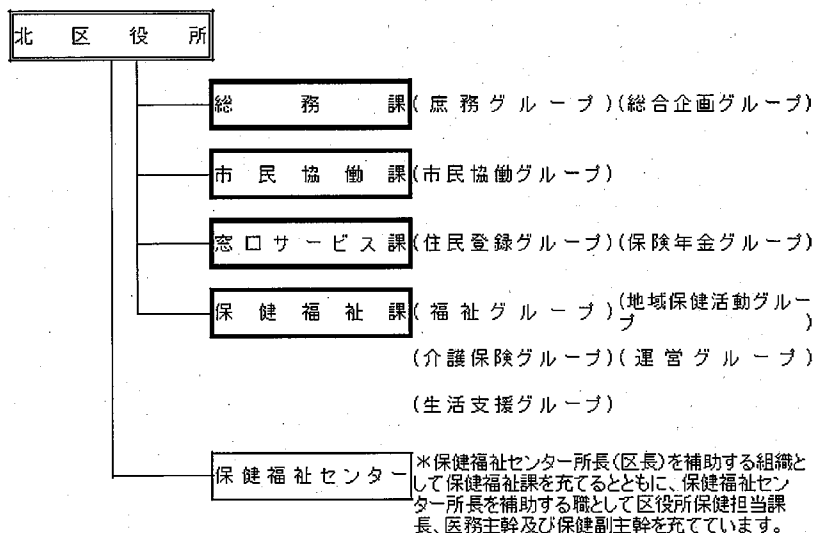 北区役所
総務課(庶務グループ)(総合企画グループ)
市民協働課(市民協働グループ)
窓口サービス課(住民登録グループ)(保険年金グループ)
保健福祉課(福祉グループ)(地域保健活動グループ)
(介護保険グループ)(運営グループ)
(生活支援グループ)
保健福祉センター
*保健福祉センター所長(区長)を補助する組織と
して保健福祉課を充てるとともに、保健福祉セン
ター所長を補助する職として区役所保健担当課
長、医務主幹及び保健副主幹を充てています。